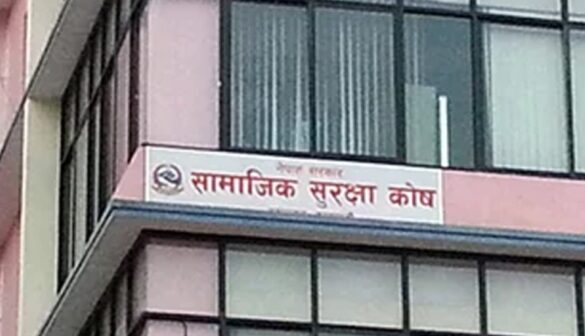 नेपाल सरकार
सामाजिक सुरक्षा कोष